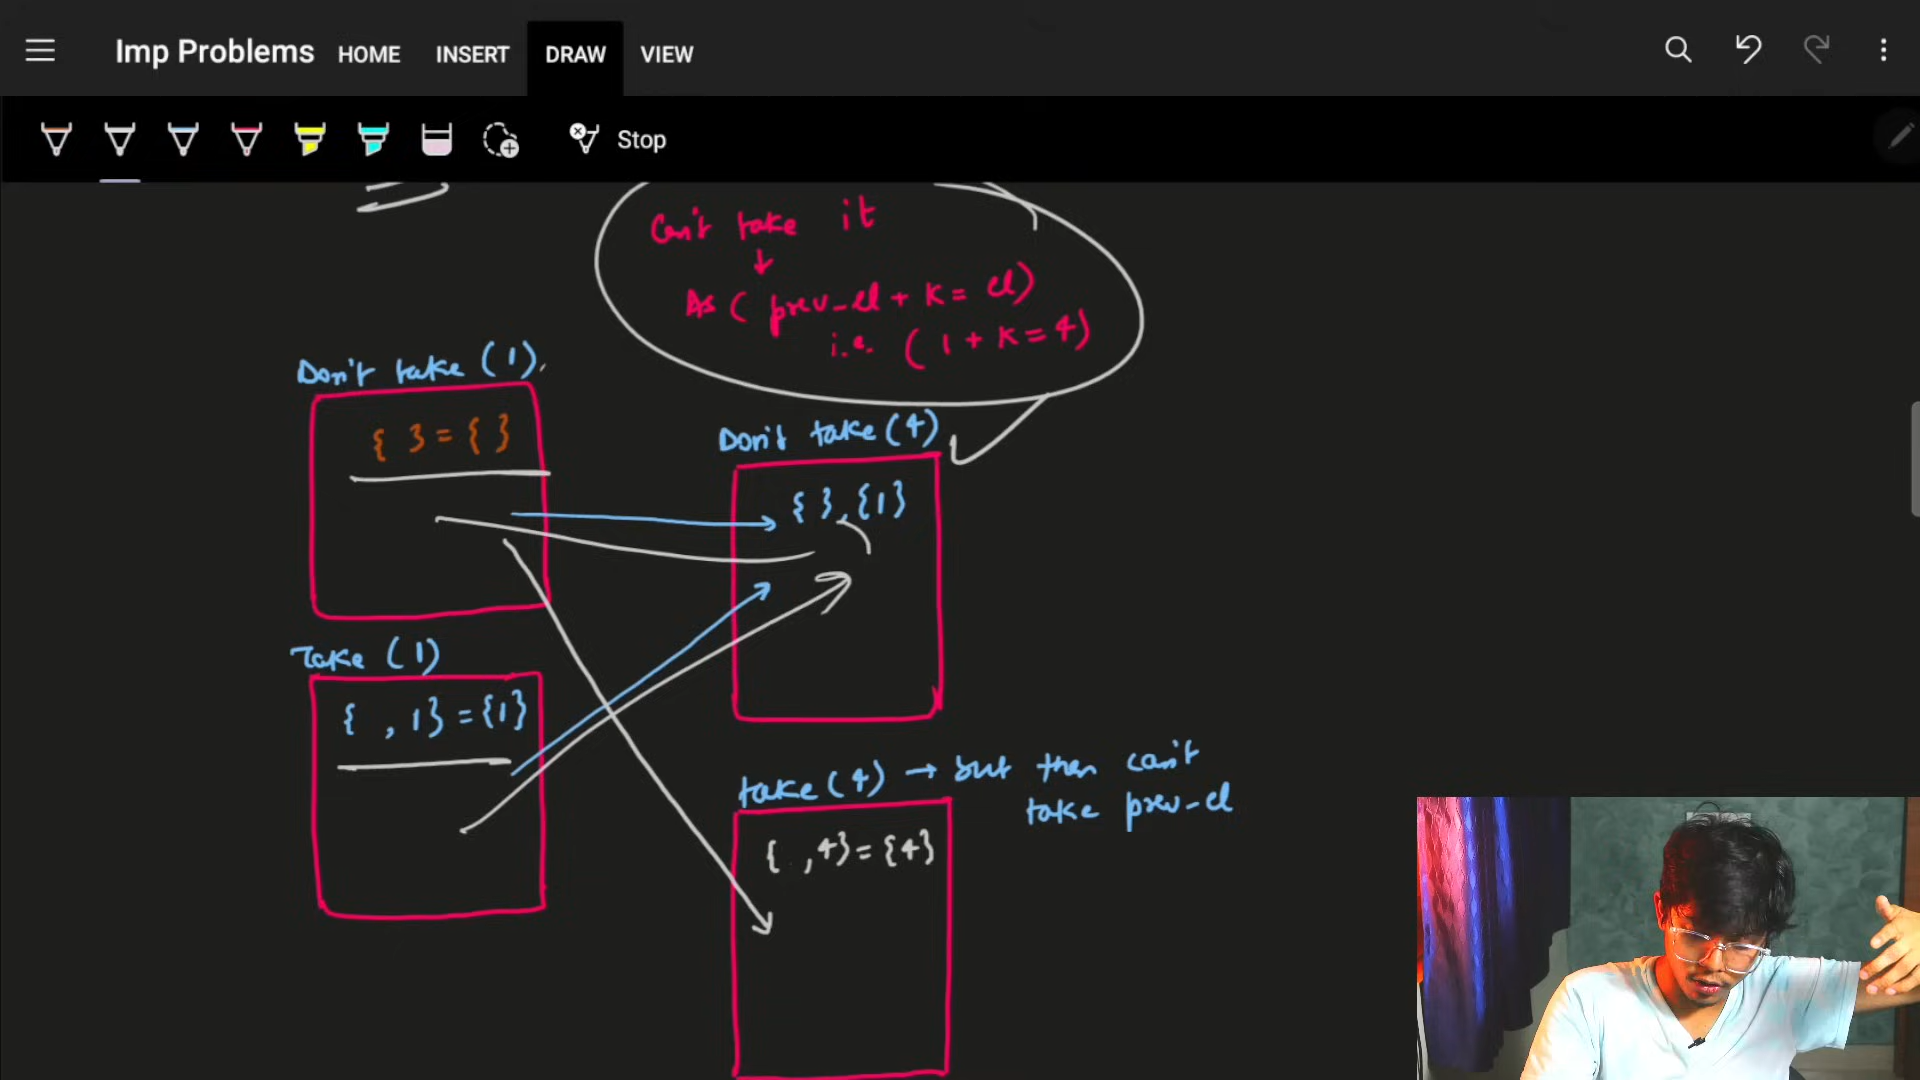 Imp Problems HOME INSERT DRAW VIEW
Stop
Can't take it
↓
As ( prev_el + K = el)
i.e. ( 1 + K = 4)
Don't take (1).
{ 3 = { }
Don't take (4)
{ }, {1}
Take (1)
{ , 1} = {1}
take (4) → but then can't
take prev_el
{ , 4} = {4}